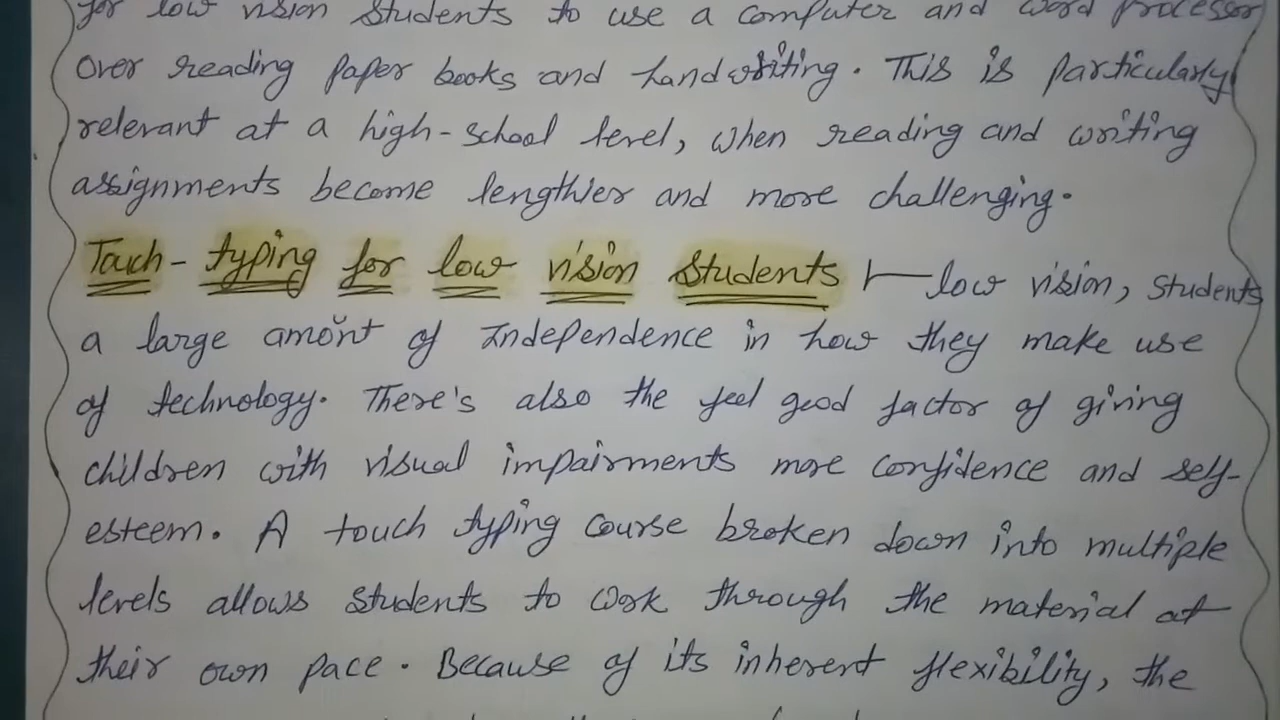 for low vision students to use a computer and word processor
over reading paper books and handwriting. This is particularly
relevant at a high-school level, when reading and writing
assignments become lengthier and more challenging.
Touch-typing for low vision students :- low vision, students
a large amont of Independence in how they make use
of technology. There's also the feel good factor of giving
children with visual impairments more confidence and self-
esteem. A touch typing course broken down into multiple
levels allows students to work through the material at
their own pace. Because of its inherent flexibility, the